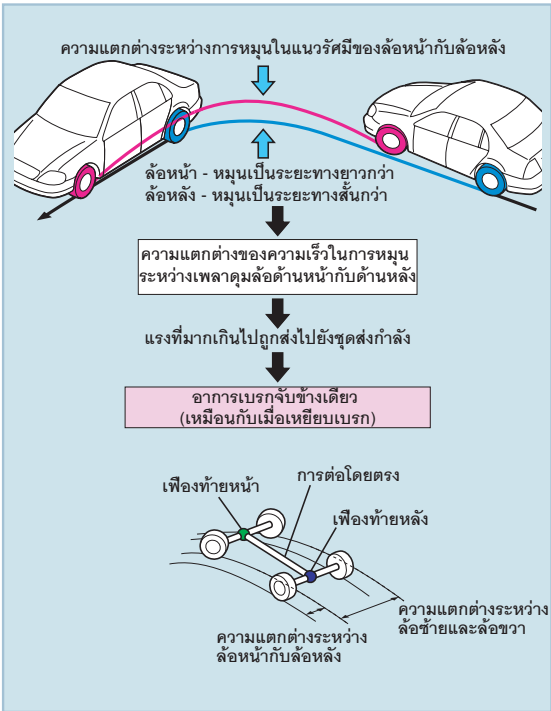 ความแตกต่างระหว่างการหมุนในแนวรัศมีของล้อหน้ากับล้อหลัง
ล้อหน้า - หมุนเป็นระยะทางยาวกว่า
ล้อหลัง - หมุนเป็นระยะทางสั้นกว่า
ความแตกต่างของความเร็วในการหมุน
ระหว่างเพลาดุมล้อด้านหน้ากับด้านหลัง
แรงที่มากเกินไปถูกส่งไปยังชุดส่งกำลัง
อาการเบรกจับข้างเดียว
(เหมือนกับเมื่อเหยียบเบรก)
การต่อโดยตรง
เฟืองท้ายหน้า
เฟืองท้ายหลัง
ความแตกต่างระหว่าง
ล้อซ้ายและล้อขวา
ความแตกต่างระหว่าง
ล้อหน้ากับล้อหลัง